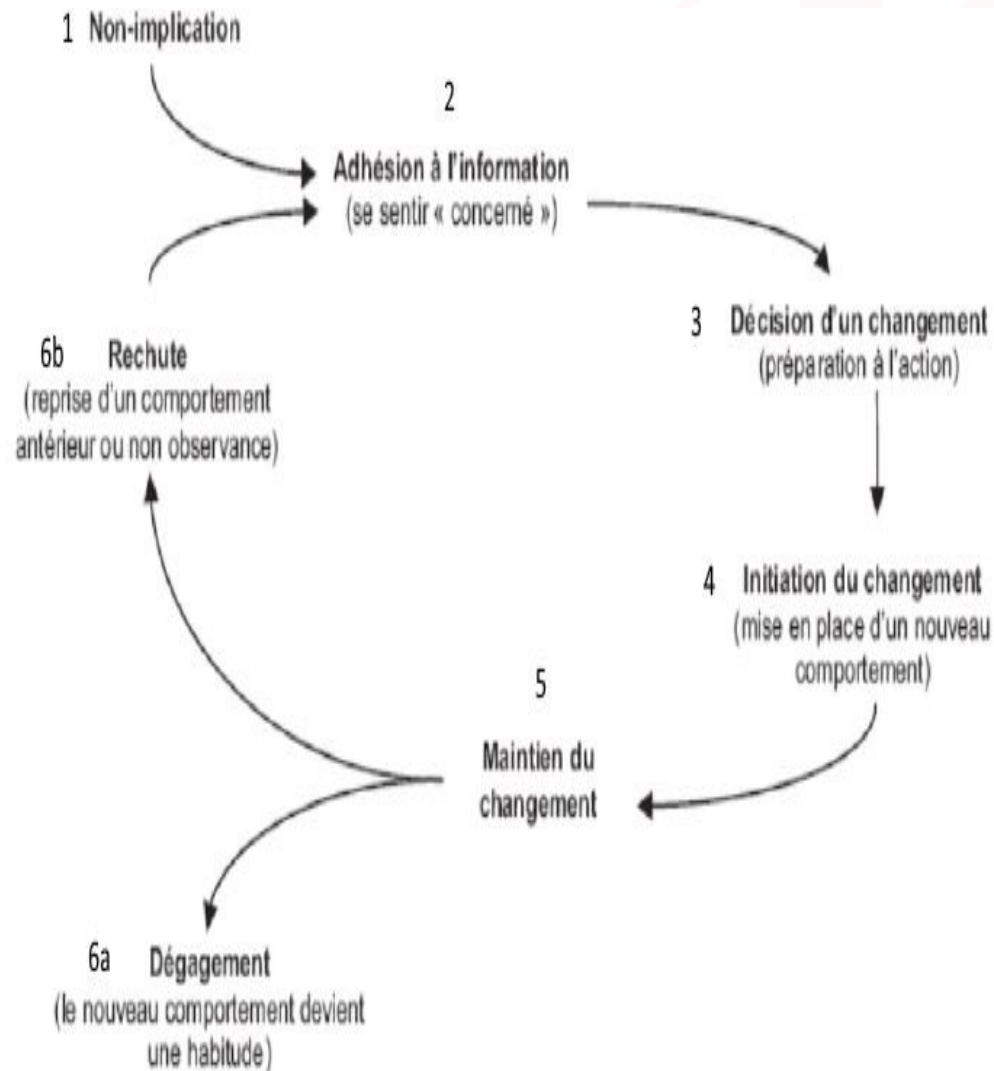 1 Non-implication
2
Adhésion à l'information
(se sentir « concerné »)
3 Décision d'un changement
(préparation à l'action)
6b Rechute
(reprise d'un comportement
antérieur ou non observance)
4 Initiation du changement
(mise en place d'un nouveau
comportement)
5
Maintien du
changement
6a Dégagement
(le nouveau comportement devient
une habitude)